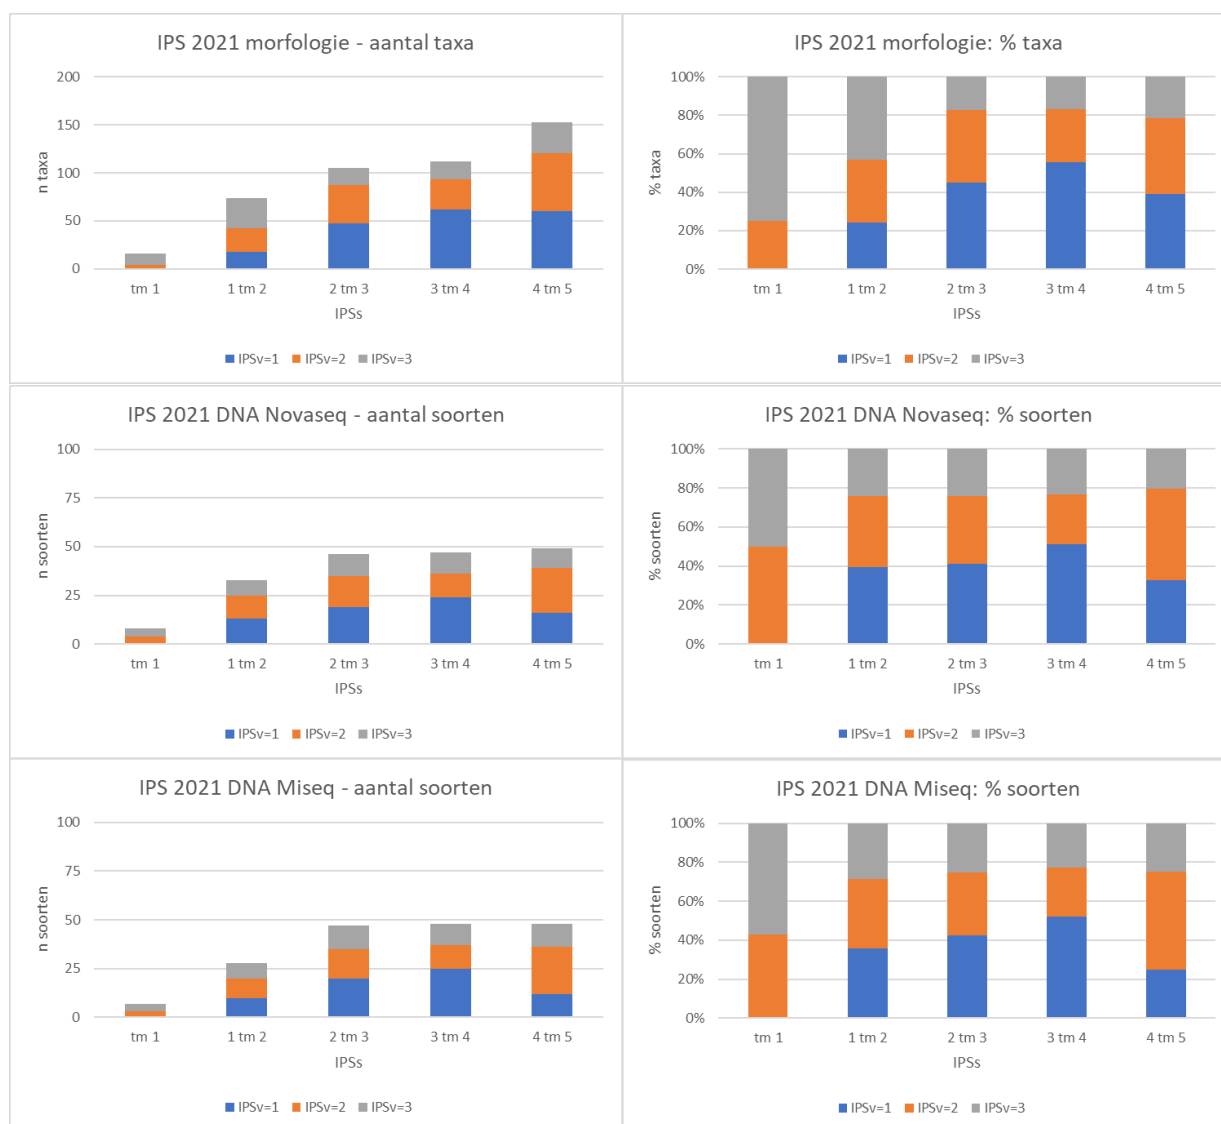 IPS 2021 morfologie - aantal taxa
200
150
100
50
0
n taxa
tm 1 1 tm 2 2 tm 3 3 tm 4 4 tm 5
IPSs
IPSv=1 IPSv=2 IPSv=3
IPS 2021 morfologie: % taxa
100%
80%
60%
40%
20%
0%
% taxa
tm 1 1 tm 2 2 tm 3 3 tm 4 4 tm 5
IPSs
IPSv=1 IPSv=2 IPSv=3
IPS 2021 DNA Novaseq - aantal soorten
100
75
50
25
0
n soorten
tm 1 1 tm 2 2 tm 3 3 tm 4 4 tm 5
IPSs
IPSv=1 IPSv=2 IPSv=3
IPS 2021 DNA Novaseq: % soorten
100%
80%
60%
40%
20%
0%
% soorten
tm 1 1 tm 2 2 tm 3 3 tm 4 4 tm 5
IPSs
IPSv=1 IPSv=2 IPSv=3
IPS 2021 DNA Miseq - aantal soorten
100
75
50
25
0
n soorten
tm 1 1 tm 2 2 tm 3 3 tm 4 4 tm 5
IPSs
IPSv=1 IPSv=2 IPSv=3
IPS 2021 DNA Miseq: % soorten
100%
80%
60%
40%
20%
0%
% soorten
tm 1 1 tm 2 2 tm 3 3 tm 4 4 tm 5
IPSs
IPSv=1 IPSv=2 IPSv=3